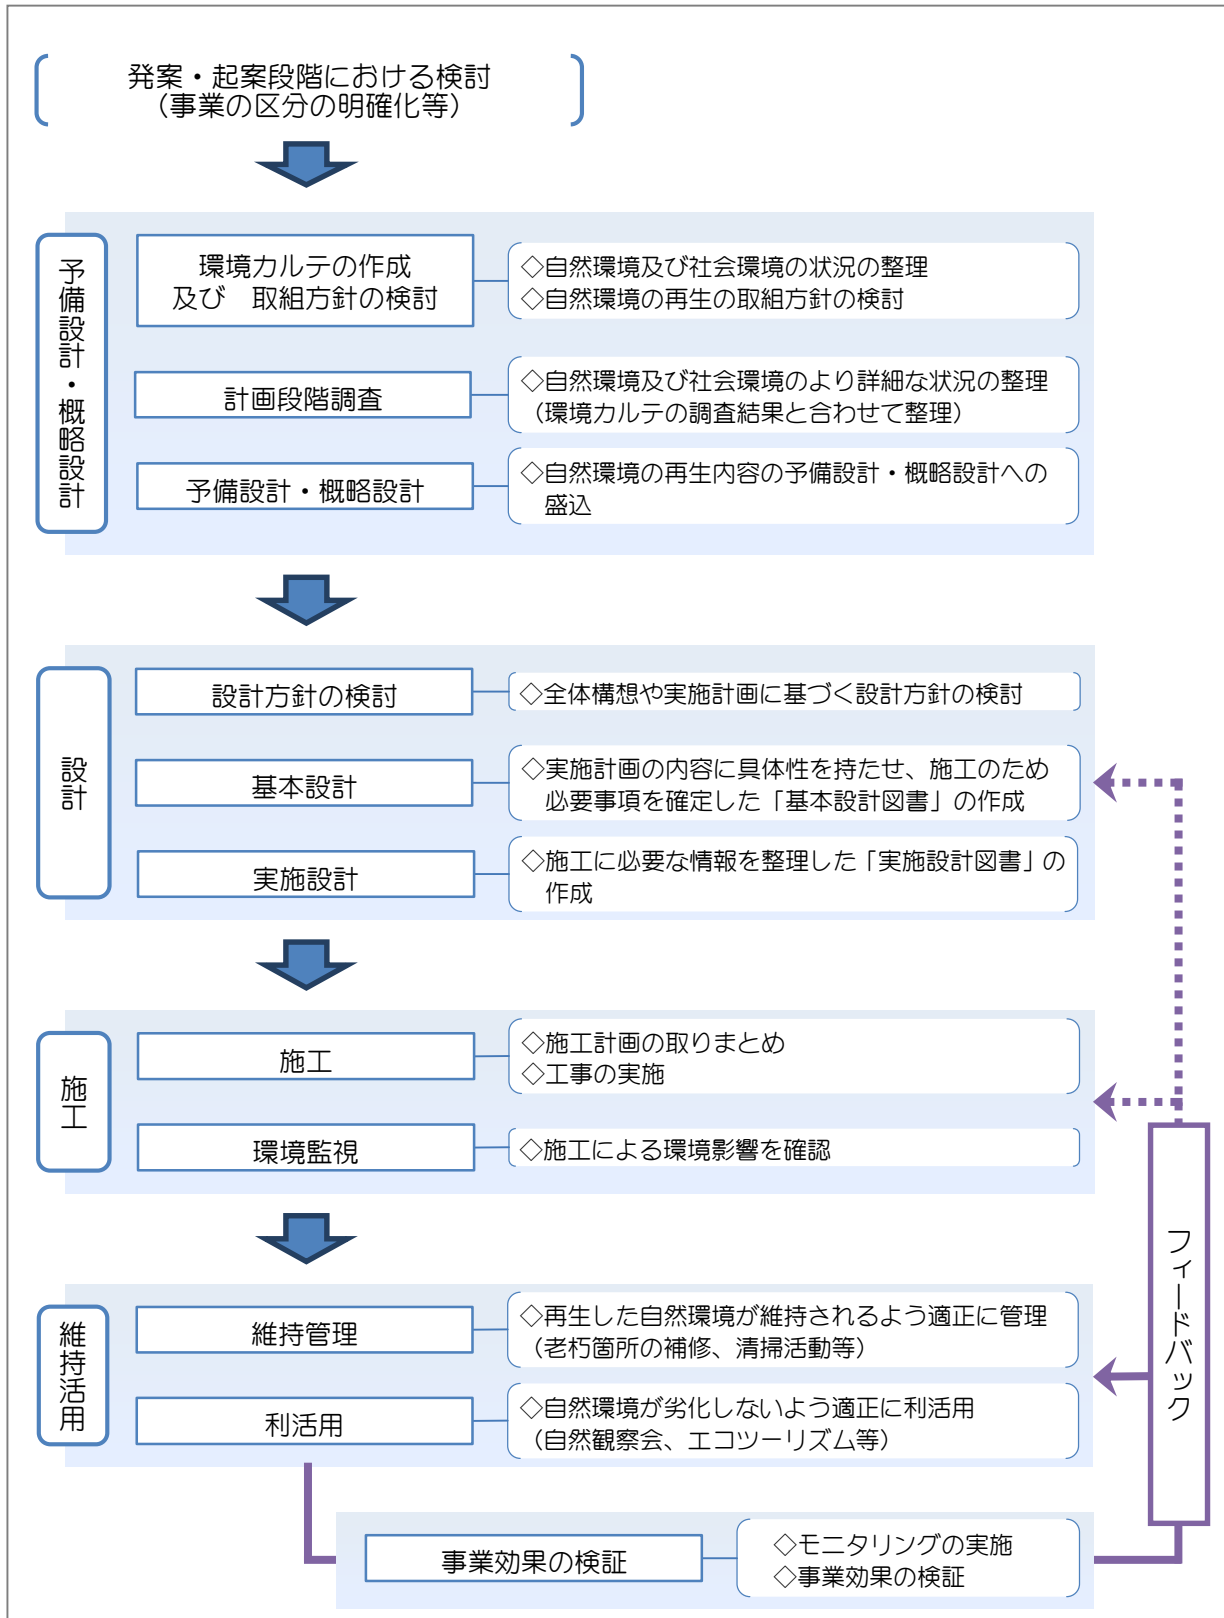 発案・起案段階における検討
（事業の区分の明確化等）
予備設計・概略設計
環境カルテの作成
及び　取組方針の検討
◇自然環境及び社会環境の状況の整理
◇自然環境の再生の取組方針の検討
計画段階調査
◇自然環境及び社会環境のより詳細な状況の整理
（環境カルテの調査結果と合わせて整理）
予備設計・概略設計
◇自然環境の再生内容の予備設計・概略設計への
盛込
設計
設計方針の検討
◇全体構想や実施計画に基づく設計方針の検討
基本設計
◇実施計画の内容に具体性を持たせ、施工のため
必要事項を確定した「基本設計図書」の作成
実施設計
◇施工に必要な情報を整理した「実施設計図書」の
作成
施工
施工
◇施工計画の取りまとめ
◇工事の実施
環境監視
◇施工による環境影響を確認
維持活用
維持管理
◇再生した自然環境が維持されるよう適正に管理
（老朽箇所の補修、清掃活動等）
利活用
◇自然環境が劣化しないよう適正に利活用
（自然観察会、エコツーリズム等）
フィードバック
事業効果の検証
◇モニタリングの実施
◇事業効果の検証